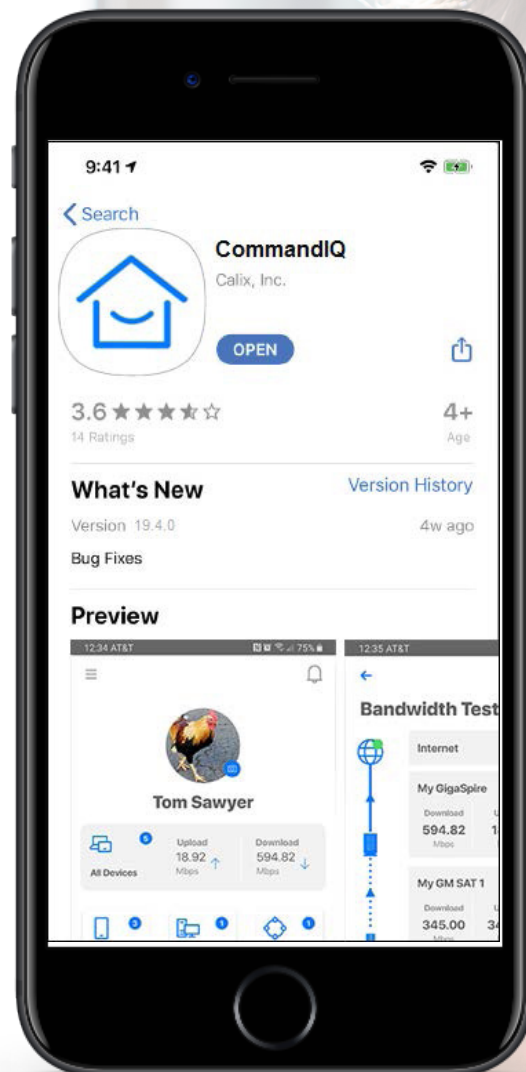 9:41
Search
CommandIQ
Calix, Inc.
OPEN
3.6
4+
14 Ratings
Age
What's New
Version History
Version 19.4.0
4w ago
Bug Fixes
Preview
12:34 AT&T
75%
12:35 AT&T
Bandwidth Test
Internet
Tom Sawyer
My GigaSpire
5
Upload
Download
Download
18.92
594.82
594.82
All Devices
Mbps
Mbps
Mbps
My GM SAT 1
Download
3
1
1
345.00
Mbps